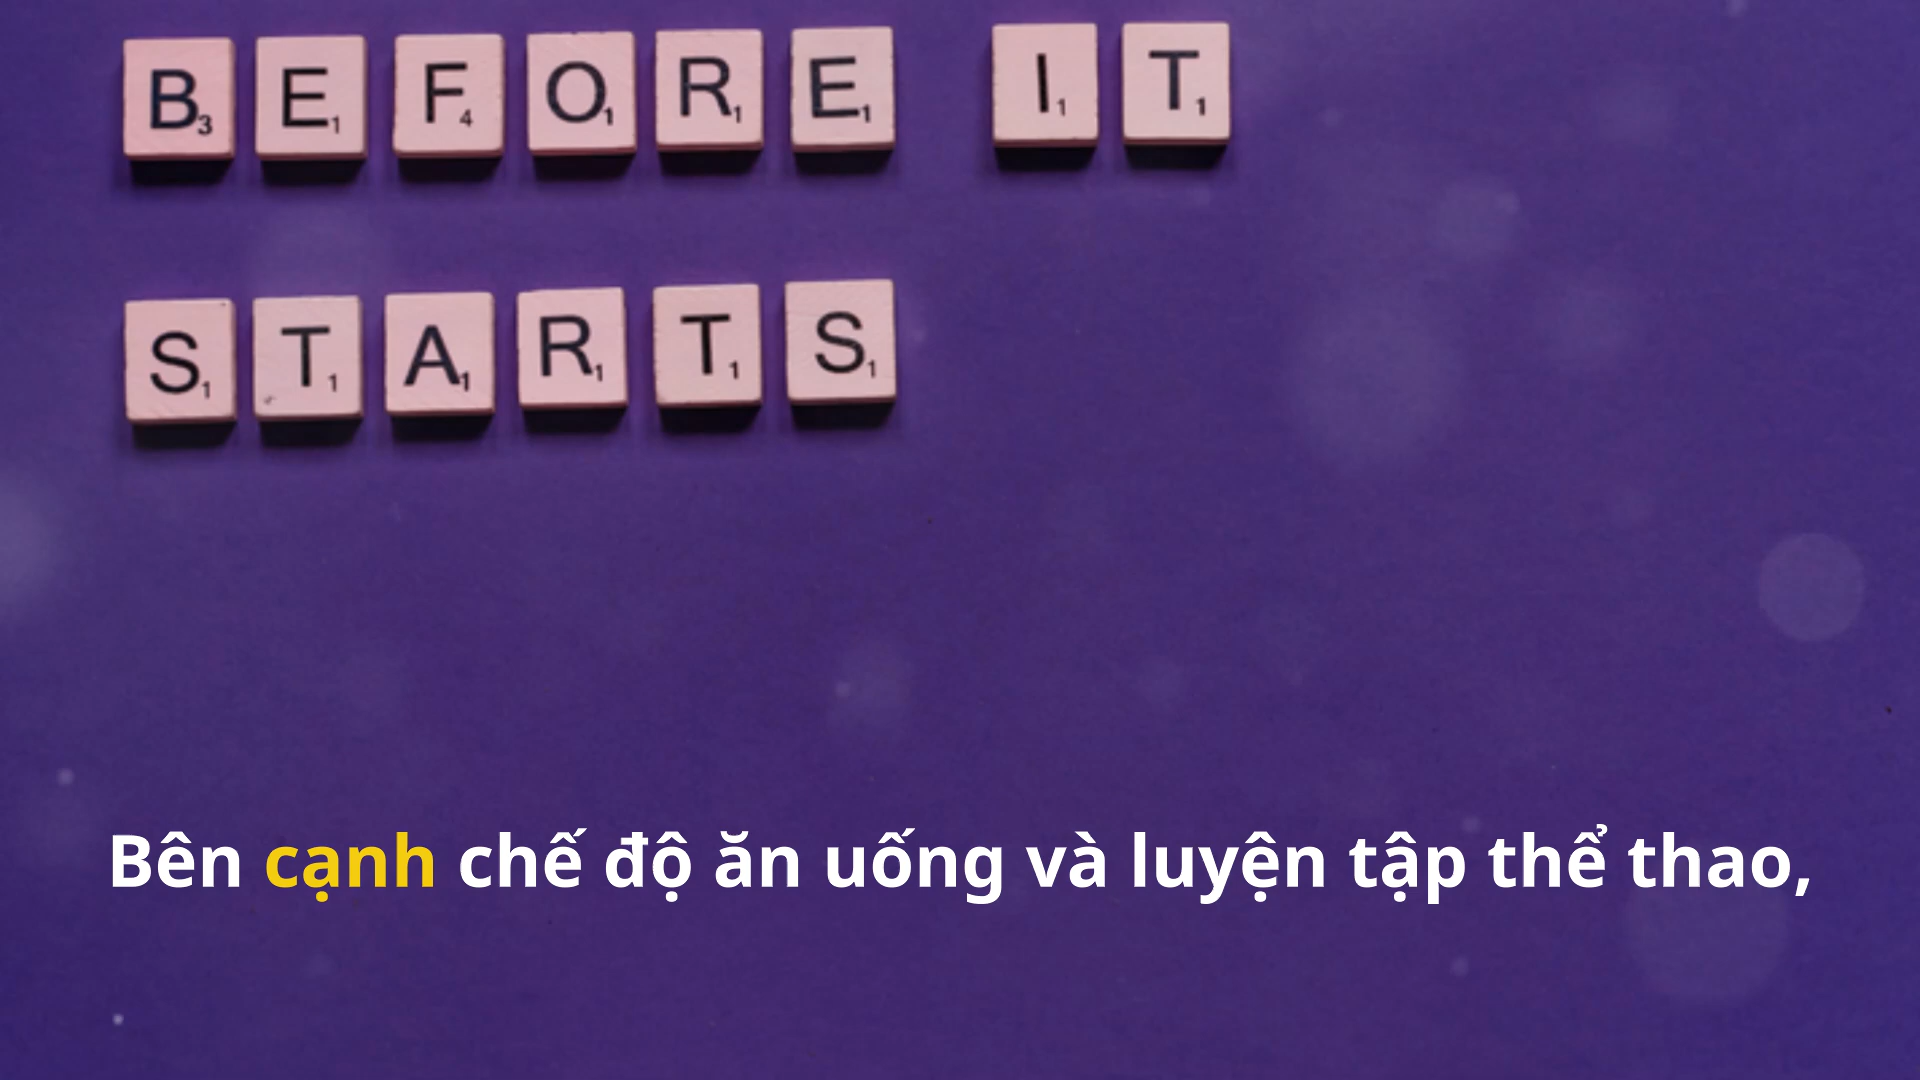 BEFORE IT
STARTS
Bên cạnh chế độ ăn uống và luyện tập thể thao,